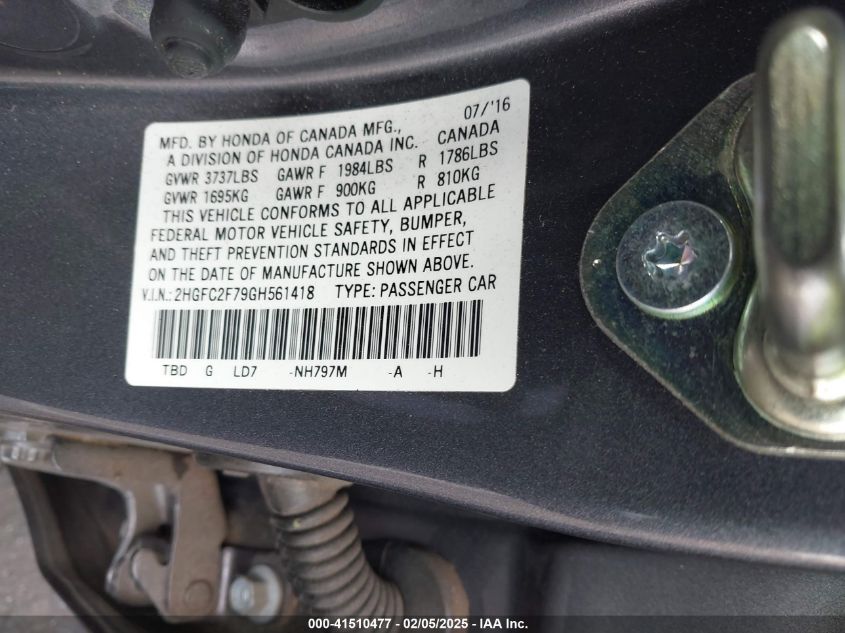 07/'16
MFD. BY HONDA OF CANADA MFG.,
A DIVISION OF HONDA CANADA INC. CANADA
GVWR 3737LBS GAWR F 1984LBS R 1786LBS
GVWR 1695KG GAWR F 900KG R 810KG
THIS VEHICLE CONFORMS TO ALL APPLICABLE
FEDERAL MOTOR VEHICLE SAFETY, BUMPER,
AND THEFT PREVENTION STANDARDS IN EFFECT
ON THE DATE OF MANUFACTURE SHOWN ABOVE.
V.I.N.: 2HGFC2F79GH561418 TYPE: PASSENGER CAR
TBD G LD7 -NH797M -A -H
000-41510477 - 02/05/2025 - IAA Inc.